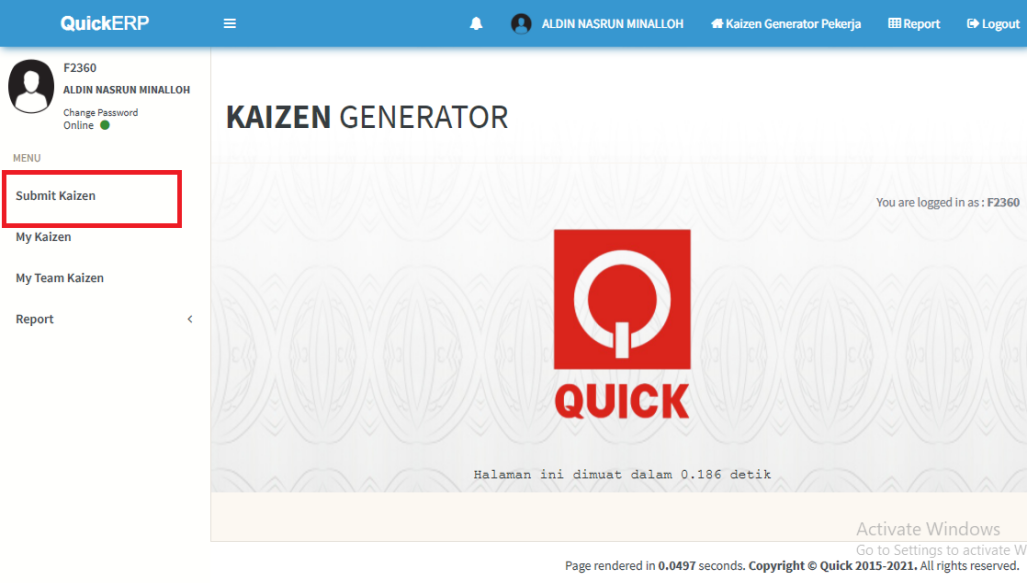 QuickERP
ALDIN NASRUN MINALLOH
Kaizen Generator Pekerja
Report
Logout
F2360
ALDIN NASRUN MINALLOH
Change Password
Online
MENU
Submit Kaizen
My Kaizen
My Team Kaizen
Report
KAIZEN GENERATOR
You are logged in as : F2360
QUICK
Halaman ini dimuat dalam 0.186 detik
Activate Windows
Go to Settings to activate W
Page rendered in 0.0497 seconds. Copyright © Quick 2015-2021. All rights reserved.